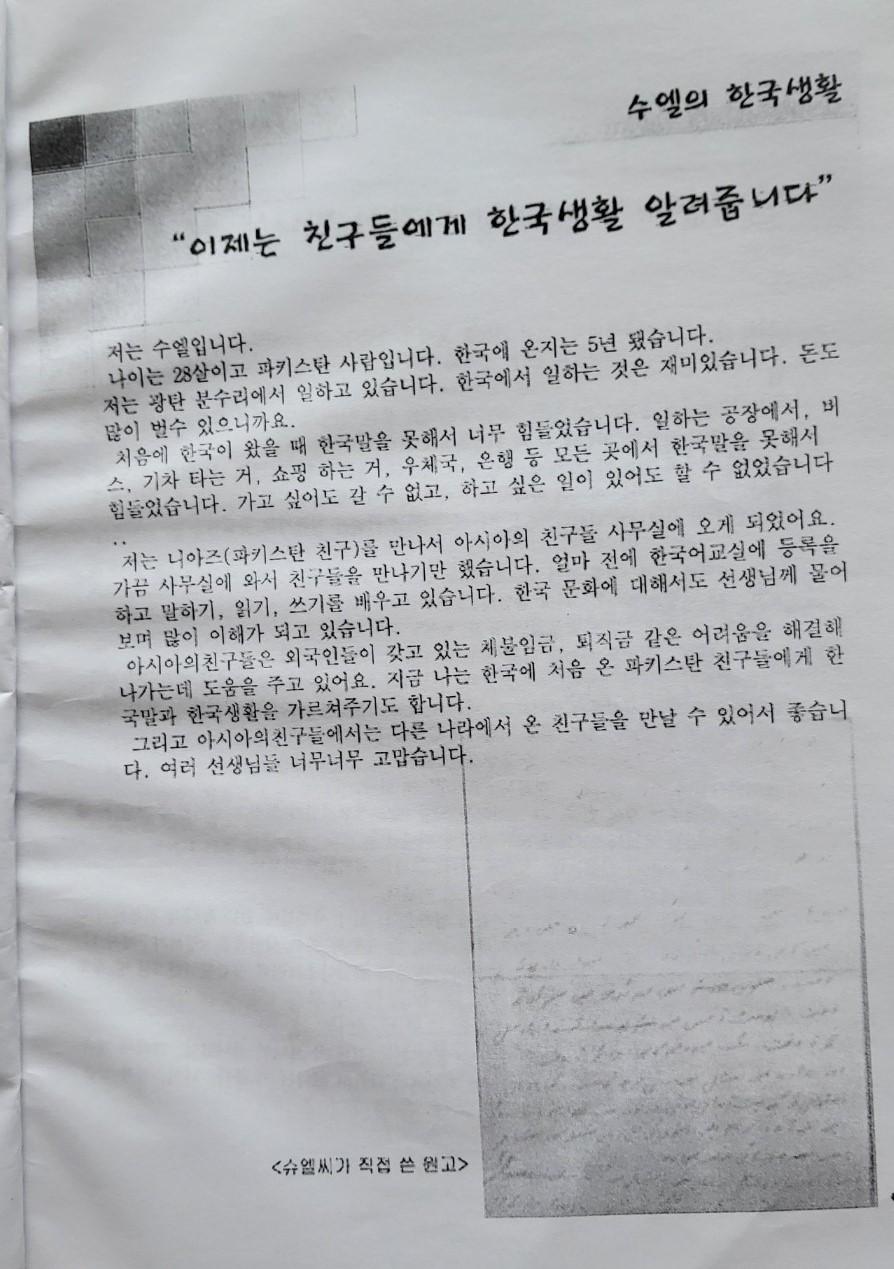 수엘의 한국생활
“이제는 친구들에게 한국생활 알려줍니다”
저는 수엘입니다.
나이는 28살이고 파키스탄 사람입니다. 한국에 온지는 5년 됐습니다.
저는 광탄 분수리에서 일하고 있습니다. 한국에서 일하는 것은 재미있습니다. 돈도
많이 벌수 있으니까요.
처음에 한국이 왔을 때 한국말을 못해서 너무 힘들었습니다. 일하는 공장에서, 버
스, 기차 타는 거, 쇼핑 하는 거, 우체국, 은행 등 모든 곳에서 한국말을 못해서
힘들었습니다. 가고 싶어도 갈 수 없고, 하고 싶은 일이 있어도 할 수 없었습니다
..
저는 니아즈(파키스탄 친구)를 만나서 아시아의 친구들 사무실에 오게 되었어요.
가끔 사무실에 와서 친구들을 만나기만 했습니다. 얼마 전에 한국어교실에 등록을
하고 말하기, 읽기, 쓰기를 배우고 있습니다. 한국 문화에 대해서도 선생님께 물어
보며 많이 이해가 되고 있습니다.
아시아의친구들은 외국인들이 갖고 있는 체불임금, 퇴직금 같은 어려움을 해결해
나가는데 도움을 주고 있어요. 지금 나는 한국에 처음 온 파키스탄 친구들에게 한
국말과 한국생활을 가르쳐주기도 합니다.
그리고 아시아의친구들에서는 다른 나라에서 온 친구들을 만날 수 있어서 좋습니
다. 여러 선생님들 너무너무 고맙습니다.
<슈엘씨가 직접 쓴 원고>